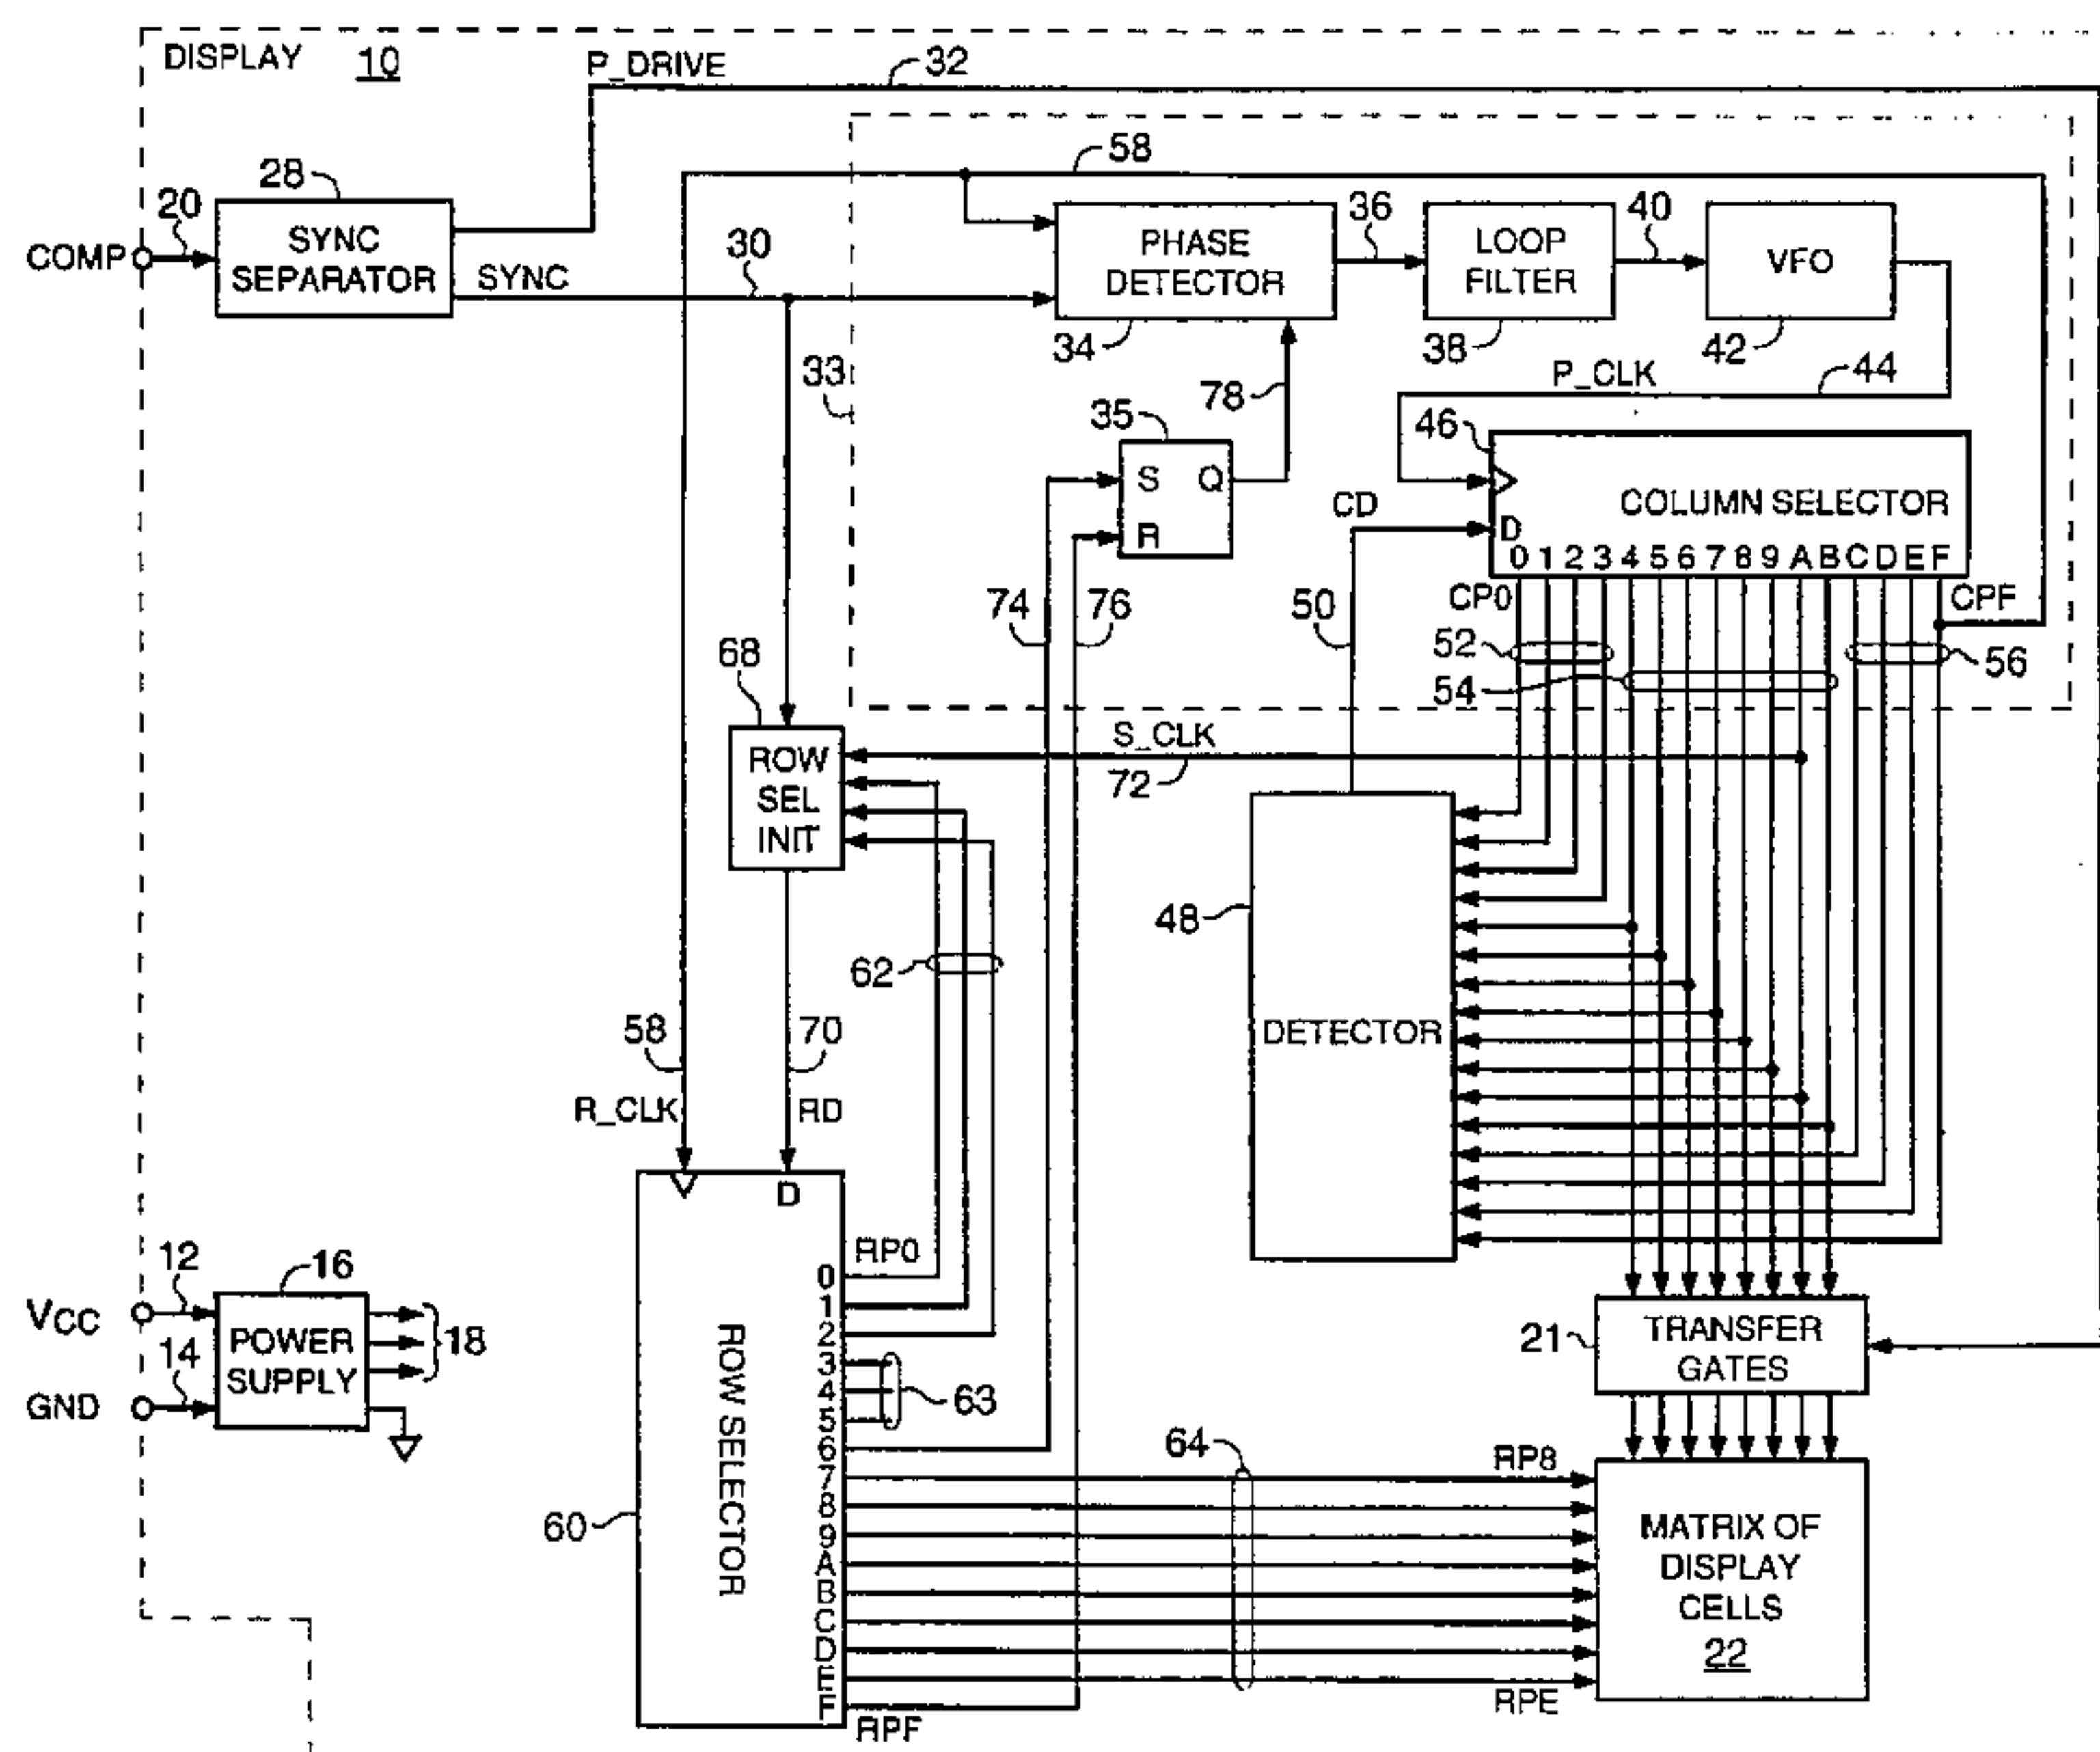 DISPLAY 10
P_DRIVE
32
58
28
20
COMP
SYNC
SEPARATOR
SYNC
30
PHASE
DETECTOR
34
36
LOOP
FILTER
38
40
VFO
42
33
78
P_CLK
44
35
S Q
R
46
COLUMN SELECTOR
D
0 1 2 3 4 5 6 7 8 9 A B C D E F
CD
CP0
CPF
74
76
50
52
54
56
68
ROW
SEL
INIT
S_CLK
72
48
DETECTOR
62
58
70
R_CLK
RD
D
RP0
0
1
2
3
4
5
6
7
8
9
A
B
C
D
E
F
ROW SELECTOR
60
63
RPF
12
16
VCC
POWER
SUPPLY
18
14
GND
21
TRANSFER
GATES
64
RP8
MATRIX OF
DISPLAY
CELLS
22
RPE